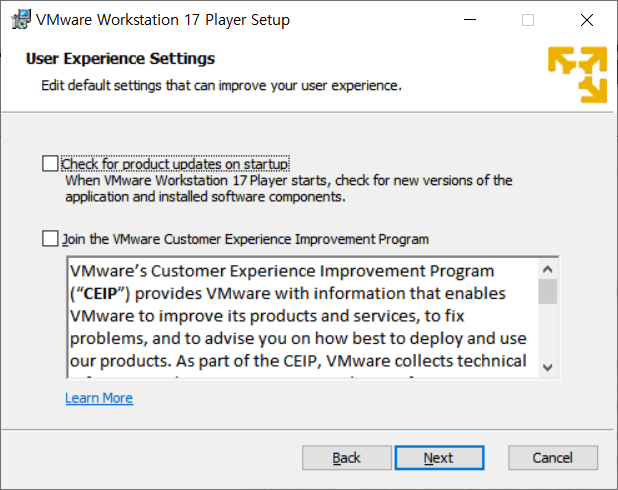 VMware Workstation 17 Player Setup
User Experience Settings
Edit default settings that can improve your user experience.
Check for product updates on startup
When VMware Workstation 17 Player starts, check for new versions of the
application and installed software components.
Join the VMware Customer Experience Improvement Program
VMware's Customer Experience Improvement Program
("CEIP") provides VMware with information that enables
VMware to improve its products and services, to fix
problems, and to advise you on how best to deploy and use
our products. As part of the CEIP, VMware collects technical
Learn More
Back
Next
Cancel